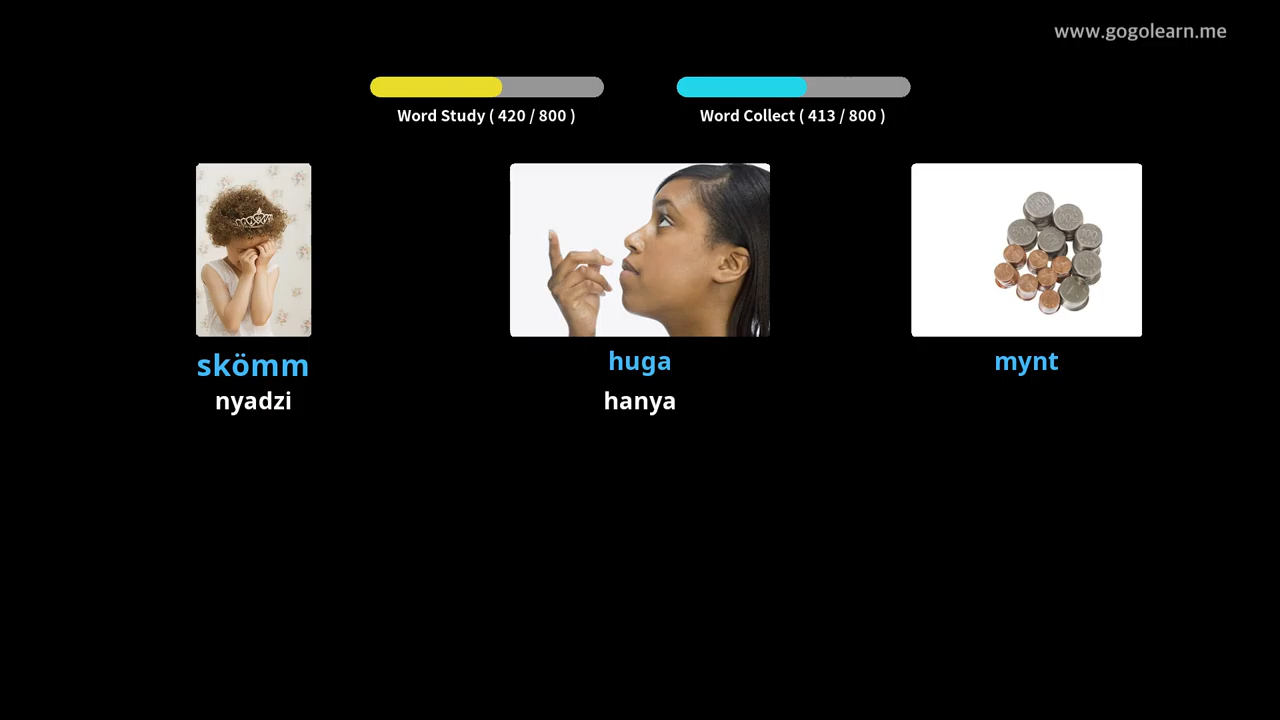 www.gogolearn.me
Word Study ( 420 / 800 )
Word Collect ( 413 / 800 )
skömm
nyadzi
huga
hanya
mynt